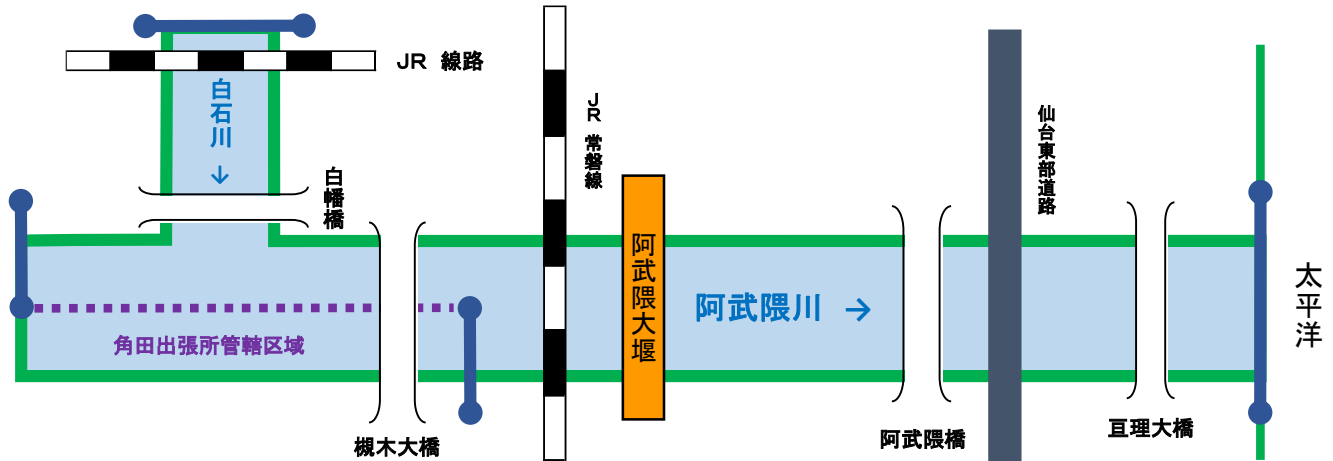 JR 線路
白石川
↓
白幡橋
JR 常磐線
阿武隈大堰
阿武隈川 →
仙台東部道路
太平洋
角田出張所管轄区域
槻木大橋
阿武隈橋
亘理大橋